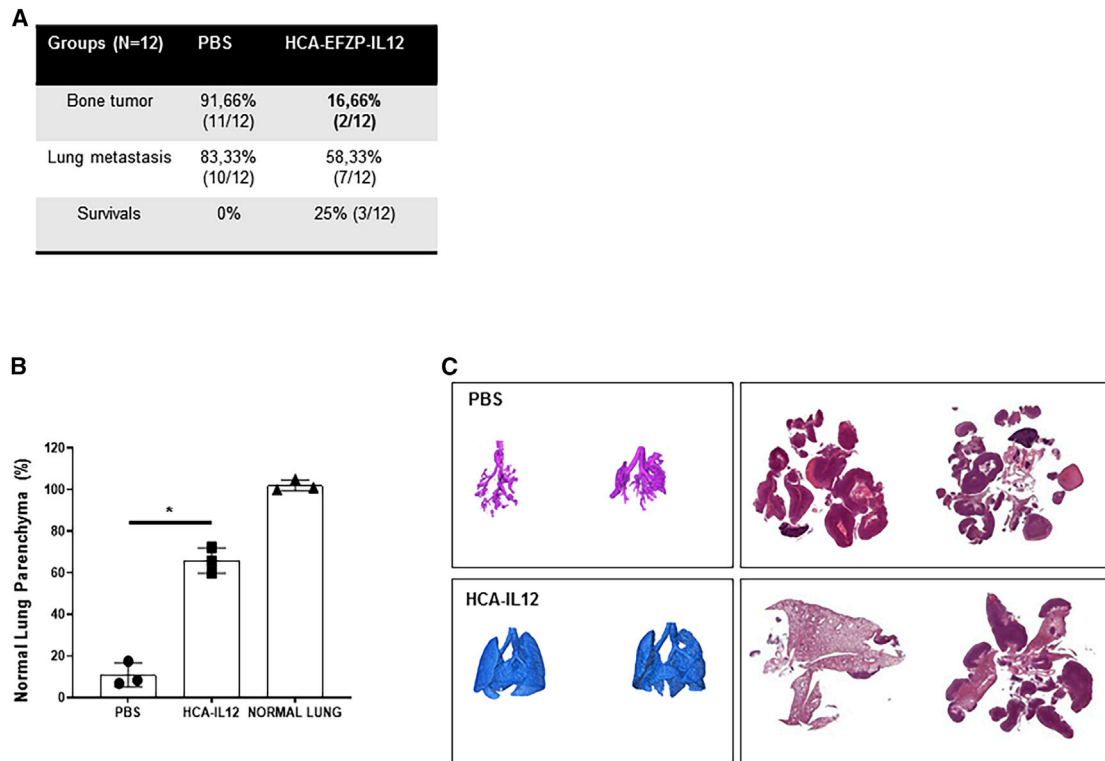 A
Groups (N=12) PBS HCA-EFZP-IL12
Bone tumor 91,66% 16,66%
(11/12) (2/12)
Lung metastasis 83,33% 58,33%
(10/12) (7/12)
Survivals 0% 25% (3/12)
B
Normal Lung Parenchyma (%)
120
100
80
60
40
20
0
*
PBS HCA-IL12 NORMAL LUNG
C
PBS
HCA-IL12